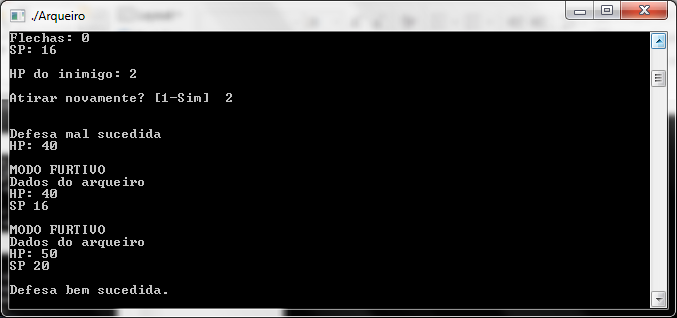 ./Arqueiro
Flechas: 0
SP: 16
HP do inimigo: 2
Atirar novamente? [1-Sim]  2
Defesa mal sucedida
HP: 40
MODO FURTIVO
Dados do arqueiro
HP: 40
SP 16
MODO FURTIVO
Dados do arqueiro
HP: 50
SP 20
Defesa bem sucedida.